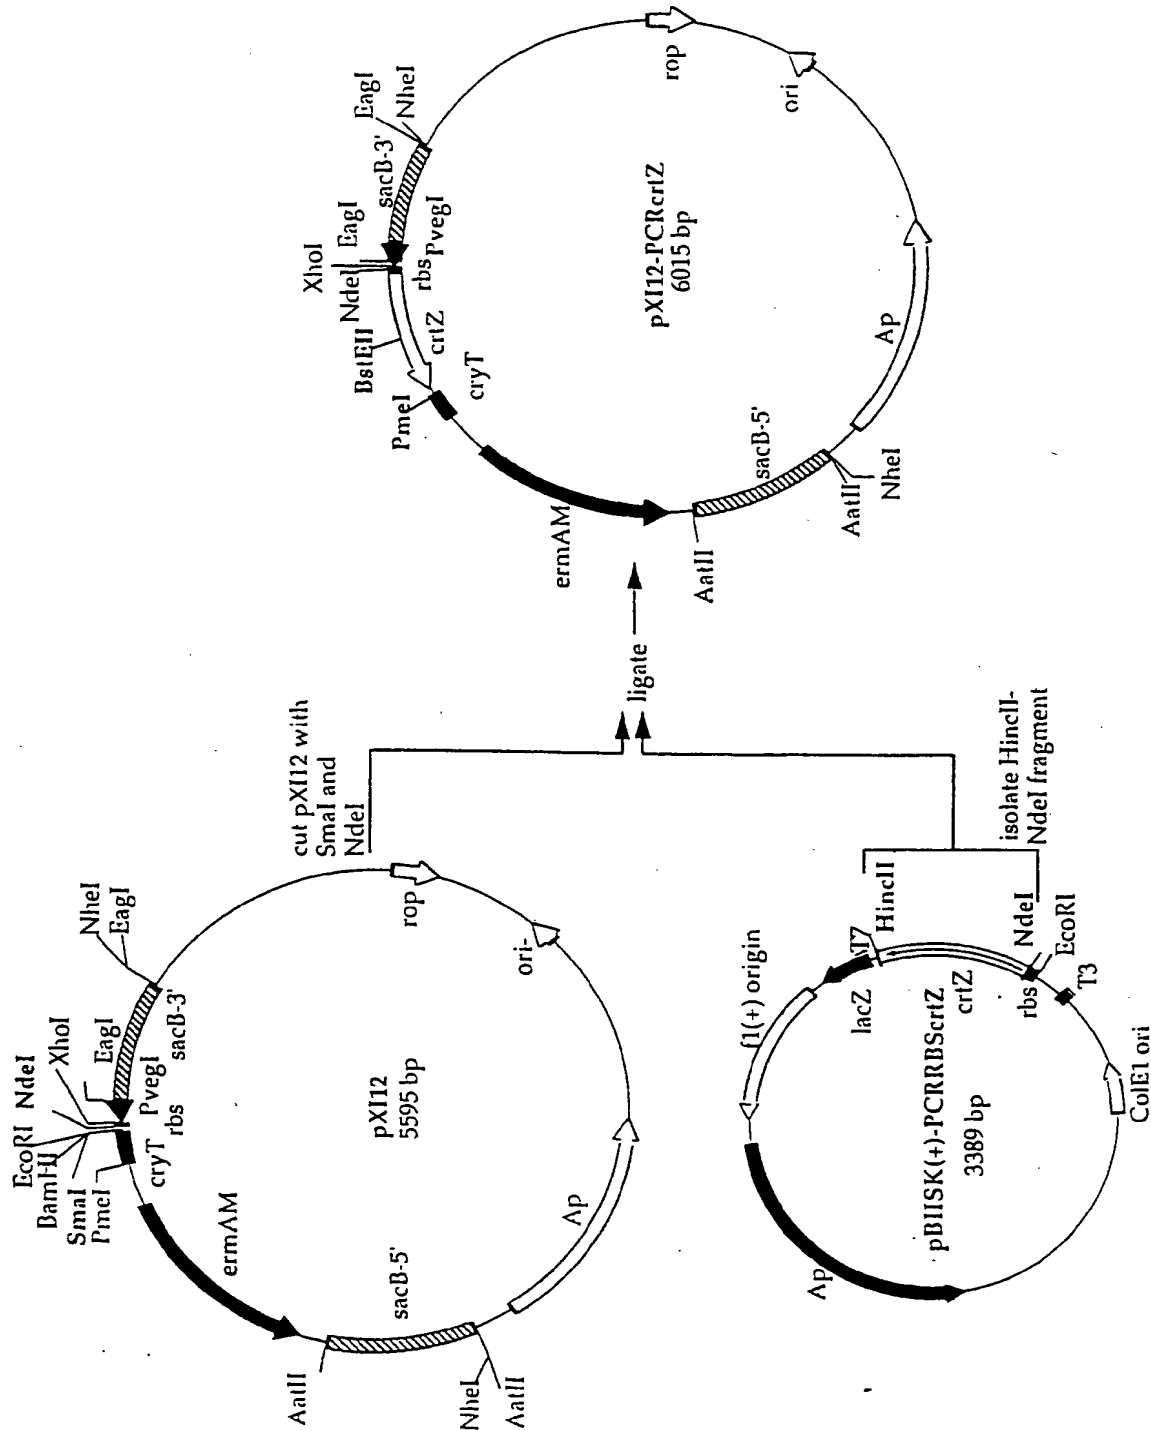 EcoRI
BamHI
SmaI
PmeI
NdeI
XhoI
EagI
NheI
EagI
PvegI
rbs
cryT
sacB-3'
ermAM
pXI12
5595 bp
rop
ori-
Ap
sacB-5'
AatII
NheI
AatII
cut pXI12 with
SmaI and
NdeI
ligate
isolate HincII-
NdeI fragment
f1(+) origin
lacZ
T7
HincII
crtZ
rbs
NdeI
EcoRI
T3
ColE1 ori
Ap
pBIISK(+)-PCRRBScrtZ
3389 bp
XhoI
NdeI
EagI
sacB-3'
EagI
NheI
BstEII
PmeI
rbs
PvegI
crtZ
cryT
ermAM
pXI12-PCRcrtZ
6015 bp
rop
ori
Ap
sacB-5'
AatII
AatII
NheI